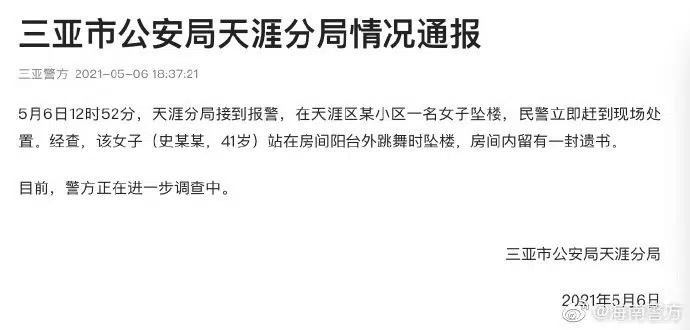 三亚市公安局天涯分局情况通报
三亚警方 2021-05-06 18:37:21
5月6日12时52分，天涯分局接到报警，在天涯区某小区一名女子坠楼，民警立即赶到现场处
置。经查，该女子（史某某，41岁）站在房间阳台外跳舞时坠楼，房间内留有一封遗书。
目前，警方正在进一步调查中。
三亚市公安局天涯分局
2021年5月6日
@海南警方